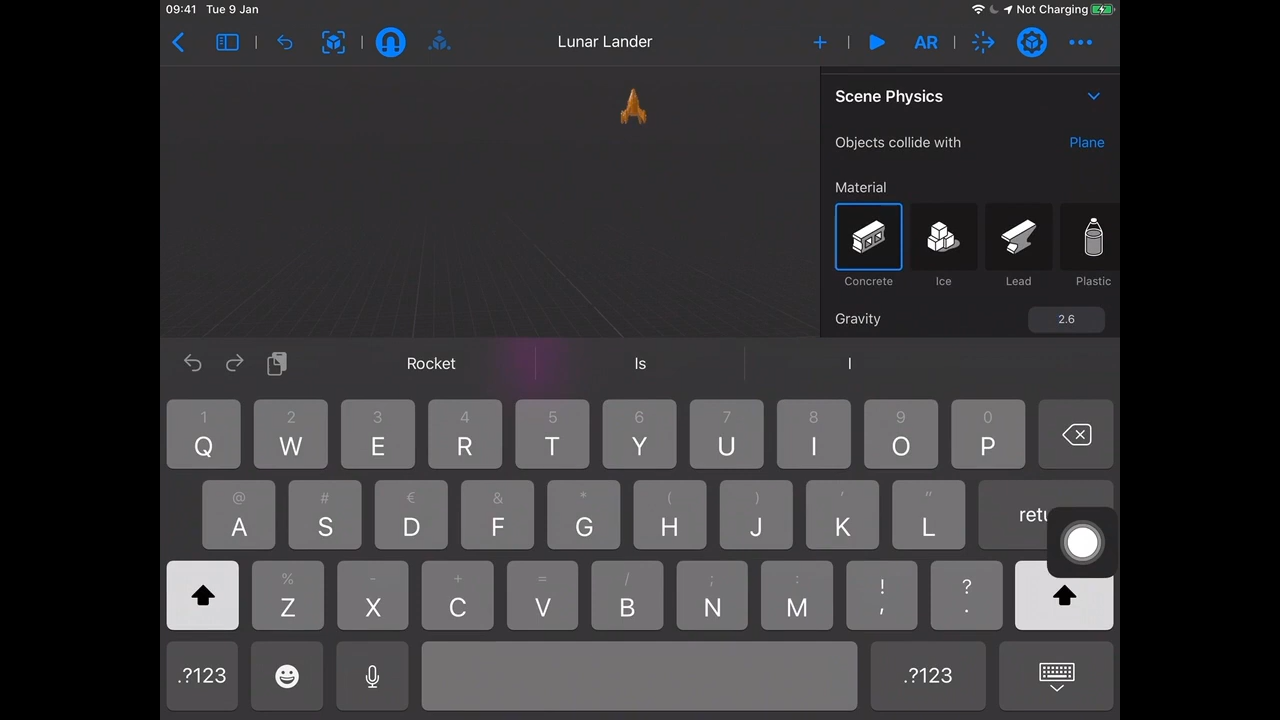 09:41 Tue 9 Jan
Not Charging
Lunar Lander
AR
Scene Physics
Objects collide with Plane
Material
Concrete Ice Lead Plastic
Gravity 2.6
Rocket Is I
1 2 3 4 5 6 7 8 9 0
Q W E R T Y U I O P
@ # € & * ( ) ' "
A S D F G H J K L retu
% - + = / ; : ! ?
Z X C V B N M , .
.?123 .?123